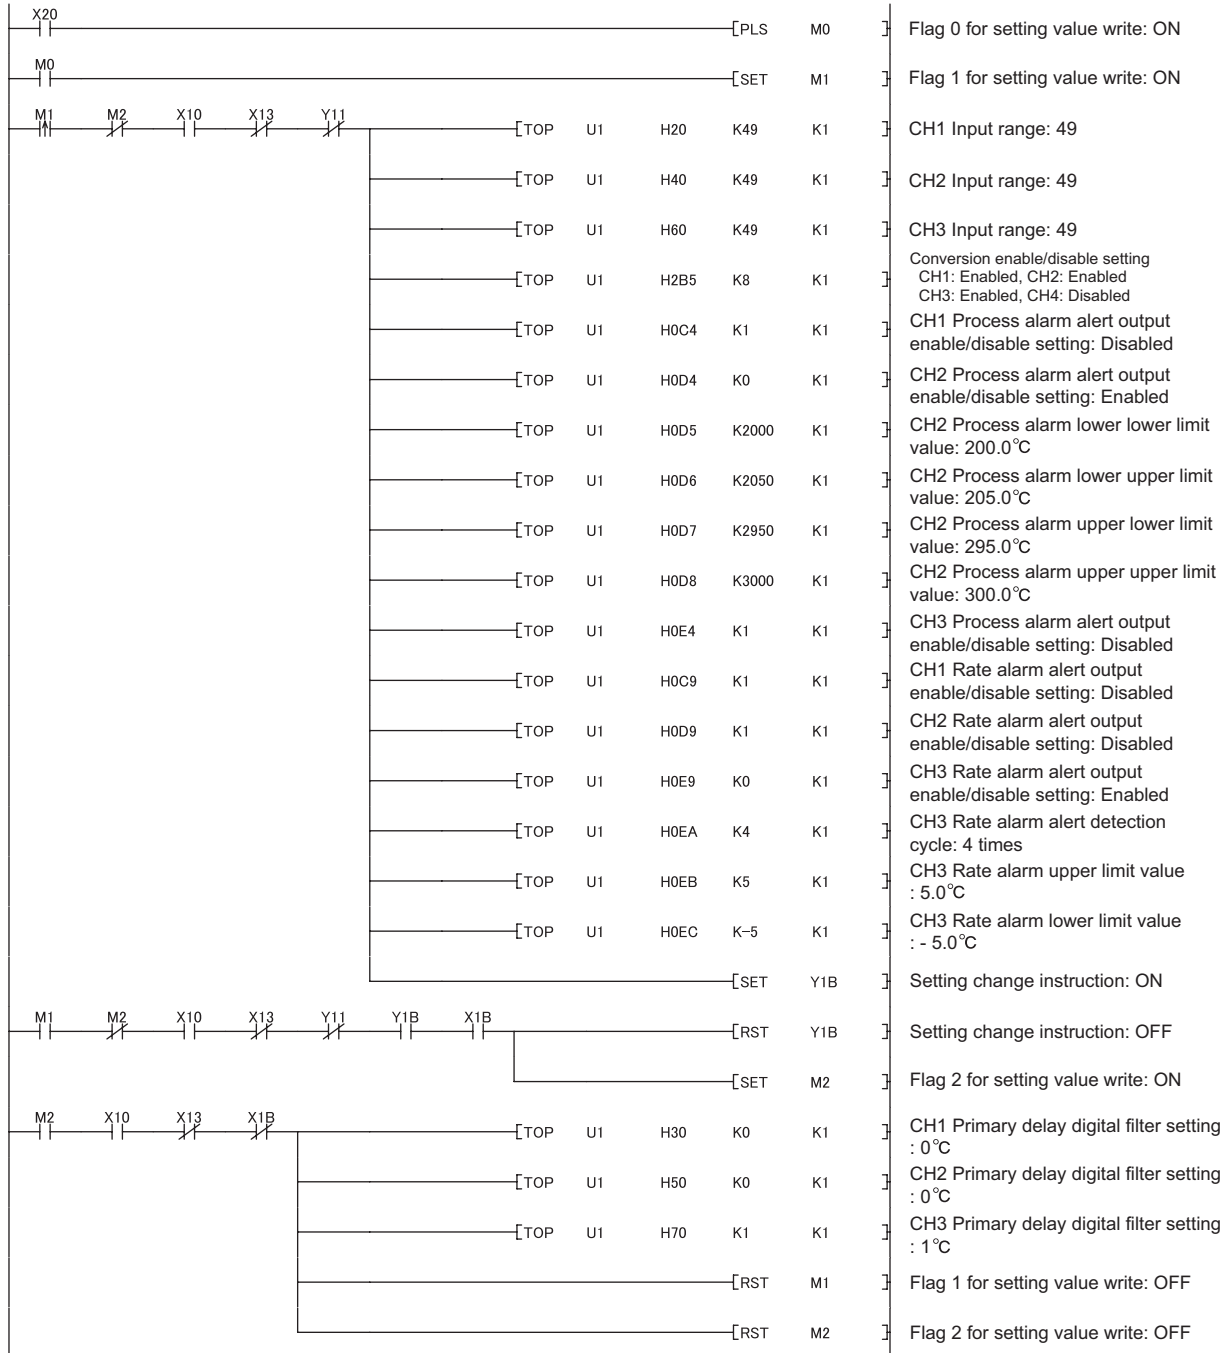 X20
[PLS M0 ] Flag 0 for setting value write: ON
M0
[SET M1 ] Flag 1 for setting value write: ON
M1 M2 X10 X13 Y11
[TOP U1 H20 K49 K1 ] CH1 Input range: 49
[TOP U1 H40 K49 K1 ] CH2 Input range: 49
[TOP U1 H60 K49 K1 ] CH3 Input range: 49
Conversion enable/disable setting
[TOP U1 H2B5 K8 K1 ] CH1: Enabled, CH2: Enabled
CH3: Enabled, CH4: Disabled
[TOP U1 H0C4 K1 K1 ] CH1 Process alarm alert output
enable/disable setting: Disabled
[TOP U1 H0D4 K0 K1 ] CH2 Process alarm alert output
enable/disable setting: Enabled
[TOP U1 H0D5 K2000 K1 ] CH2 Process alarm lower lower limit
value: 200.0℃
[TOP U1 H0D6 K2050 K1 ] CH2 Process alarm lower upper limit
value: 205.0℃
[TOP U1 H0D7 K2950 K1 ] CH2 Process alarm upper lower limit
value: 295.0℃
[TOP U1 H0D8 K3000 K1 ] CH2 Process alarm upper upper limit
value: 300.0℃
[TOP U1 H0E4 K1 K1 ] CH3 Process alarm alert output
enable/disable setting: Disabled
[TOP U1 H0C9 K1 K1 ] CH1 Rate alarm alert output
enable/disable setting: Disabled
[TOP U1 H0D9 K1 K1 ] CH2 Rate alarm alert output
enable/disable setting: Disabled
[TOP U1 H0E9 K0 K1 ] CH3 Rate alarm alert output
enable/disable setting: Enabled
[TOP U1 H0EA K4 K1 ] CH3 Rate alarm alert detection
cycle: 4 times
[TOP U1 H0EB K5 K1 ] CH3 Rate alarm upper limit value
: 5.0℃
[TOP U1 H0EC K-5 K1 ] CH3 Rate alarm lower limit value
: - 5.0℃
[SET Y1B ] Setting change instruction: ON
M1 M2 X10 X13 Y11 Y1B X1B
[RST Y1B ] Setting change instruction: OFF
[SET M2 ] Flag 2 for setting value write: ON
M2 X10 X13 X1B
[TOP U1 H30 K0 K1 ] CH1 Primary delay digital filter setting
: 0℃
[TOP U1 H50 K0 K1 ] CH2 Primary delay digital filter setting
: 0℃
[TOP U1 H70 K1 K1 ] CH3 Primary delay digital filter setting
: 1℃
[RST M1 ] Flag 1 for setting value write: OFF
[RST M2 ] Flag 2 for setting value write: OFF